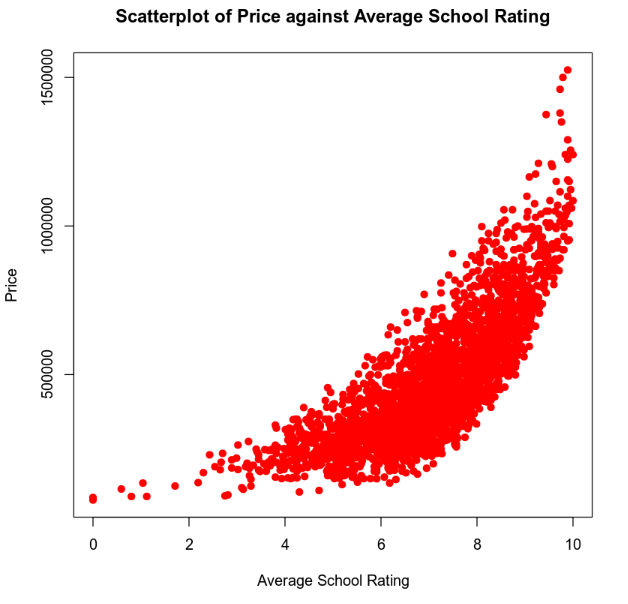 Scatterplot of Price against Average School Rating
1500000
1000000
500000
Price
0 2 4 6 8 10
Average School Rating